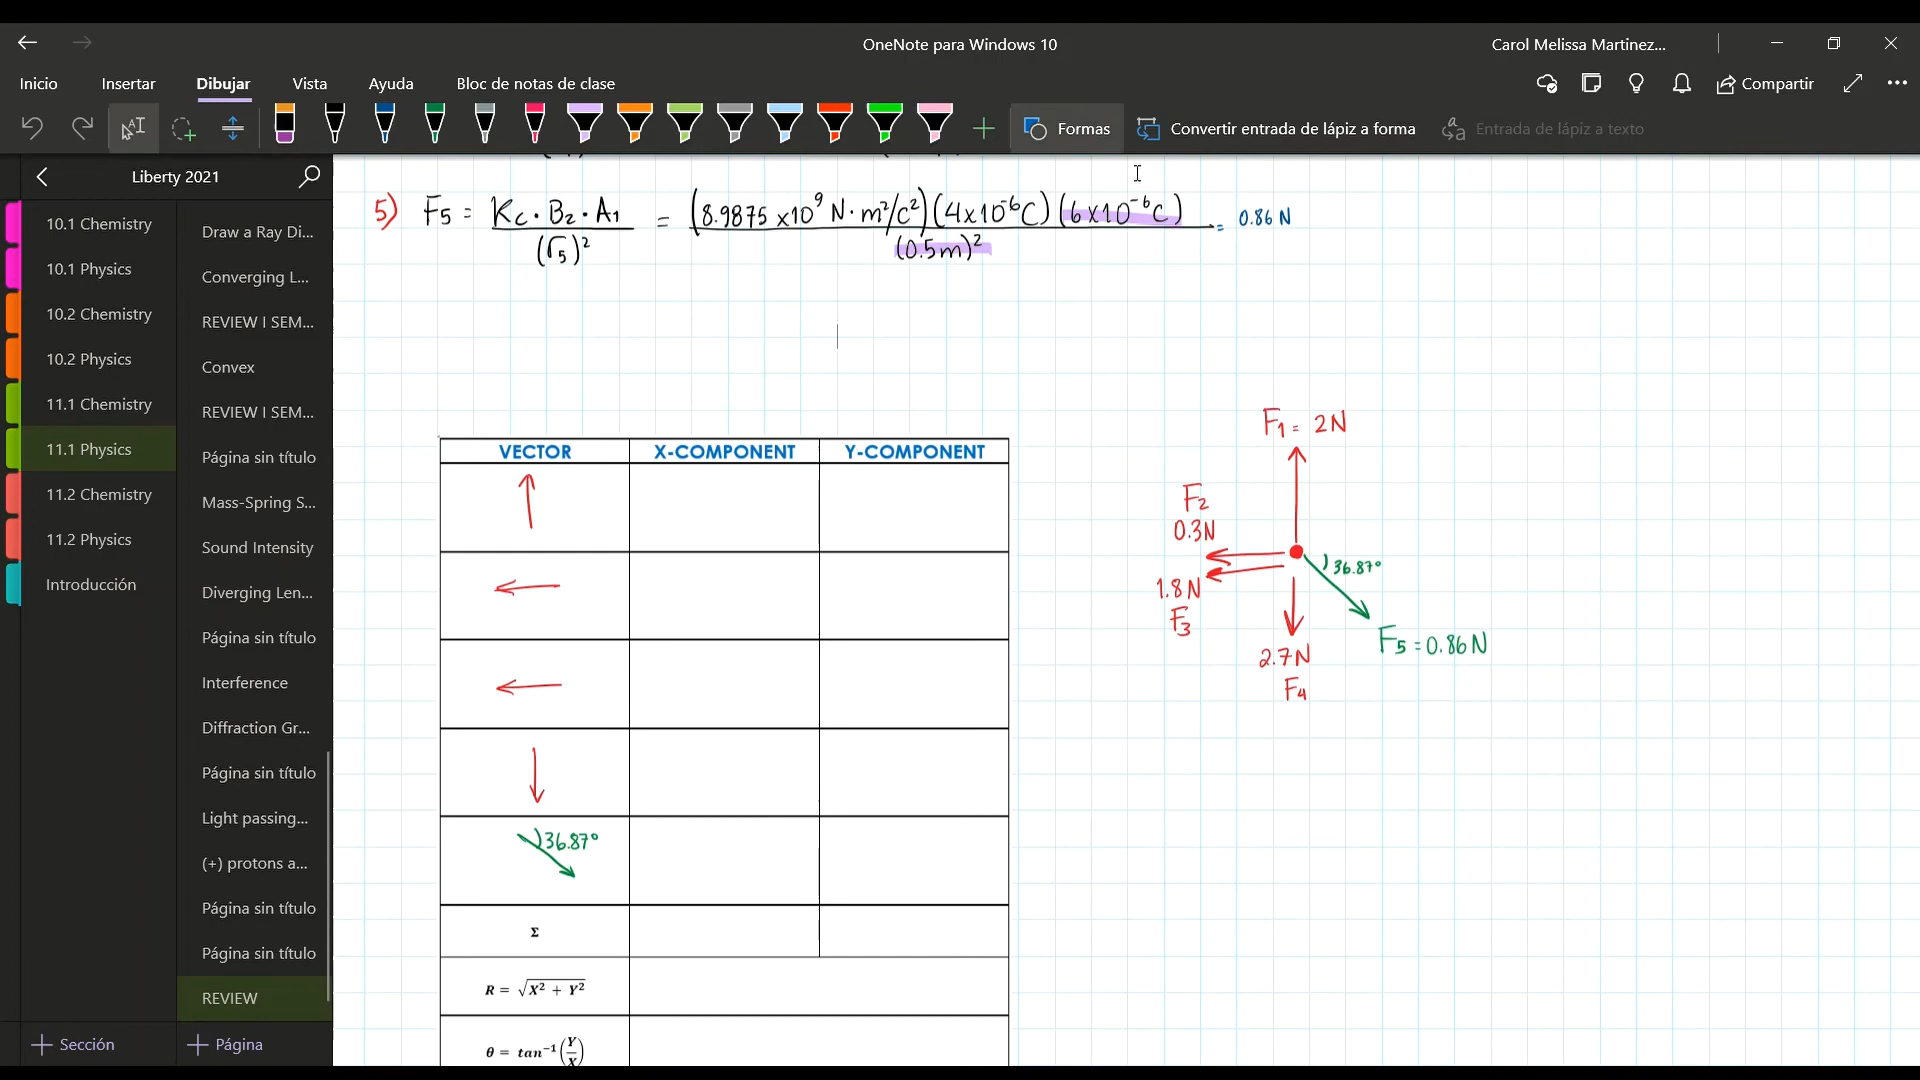 OneNote para Windows 10
Carol Melissa Martinez...
Inicio
Insertar
Dibujar
Vista
Ayuda
Bloc de notas de clase
Compartir
Formas
Convertir entrada de lápiz a forma
Entrada de lápiz a texto
Liberty 2021
10.1 Chemistry
10.1 Physics
10.2 Chemistry
10.2 Physics
11.1 Chemistry
11.1 Physics
11.2 Chemistry
11.2 Physics
Introducción
Sección
Draw a Ray Di...
Converging L...
REVIEW I SEM...
Convex
REVIEW I SEM...
Página sin título
Mass-Spring S...
Sound Intensity
Diverging Len...
Página sin título
Interference
Diffraction Gr...
Página sin título
Light passing...
(+) protons a...
Página sin título
Página sin título
REVIEW
Página
5) F5 = Kc · B2 · A1 / (r5)² = (8.9875 x10⁹ N·m²/c²)(4x10⁻⁶C)(6x10⁻⁶C) / (0.5m)² = 0.86 N
VECTOR X-COMPONENT Y-COMPONENT
36.87°
Σ
R = √X² + Y²
θ = tan⁻¹(Y/X)
F1 = 2N
F2
0.3N
1.8N
F3
36.87°
F5 = 0.86N
2.7N
F4